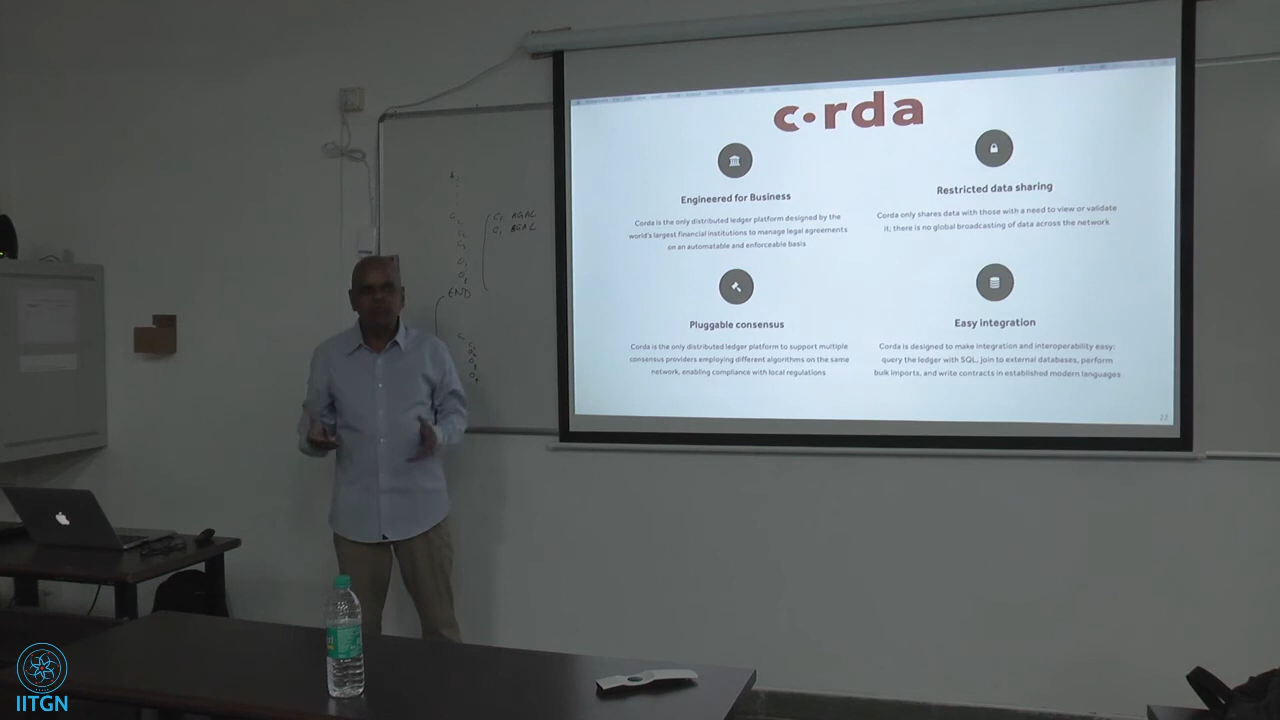 c•rda
Engineered for Business
Corda is the only distributed ledger platform designed by the
world's largest financial institutions to manage legal agreements
on an automatable and enforceable basis
Restricted data sharing
Corda only shares data with those with a need to view or validate
it; there is no global broadcasting of data across the network
Pluggable consensus
Corda is the only distributed ledger platform to support multiple
consensus providers employing different algorithms on the same
network, enabling compliance with local regulations
Easy integration
Corda is designed to make integration and interoperability easy:
query the ledger with SQL, join to external databases, perform
bulk imports, and write contracts in established modern languages
22
END
IITGN